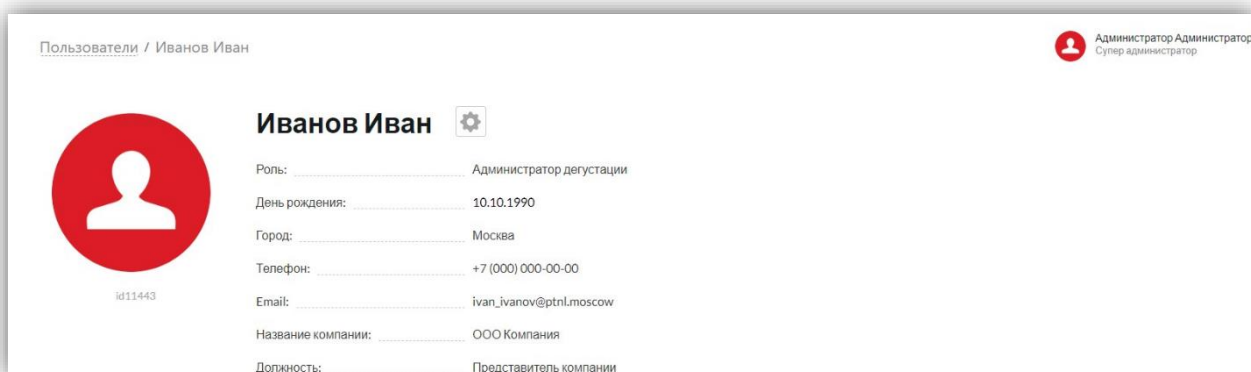 Пользователи / Иванов Иван
Администратор Администратор
Супер администратор
Иванов Иван
Роль: Администратор дегустации
День рождения: 10.10.1990
Город: Москва
Телефон: +7 (000) 000-00-00
id11443
Email: ivan_ivanov@ptnl.moscow
Название компании: ООО Компания
Должность: Представитель компании